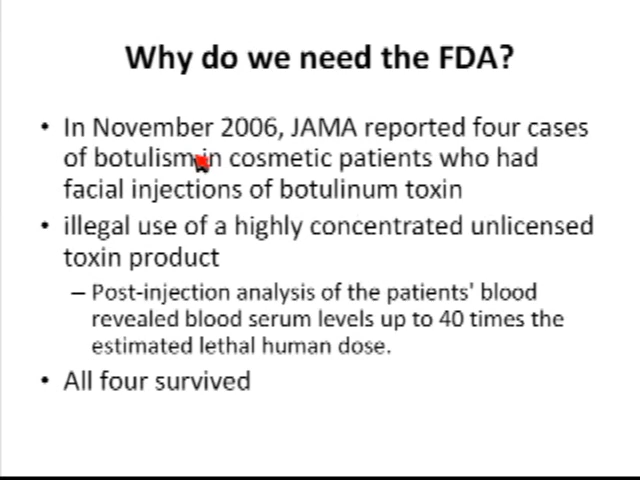 Why do we need the FDA?
• In November 2006, JAMA reported four cases
of botulism in cosmetic patients who had
facial injections of botulinum toxin
• illegal use of a highly concentrated unlicensed
toxin product
– Post-injection analysis of the patients' blood
revealed blood serum levels up to 40 times the
estimated lethal human dose.
• All four survived